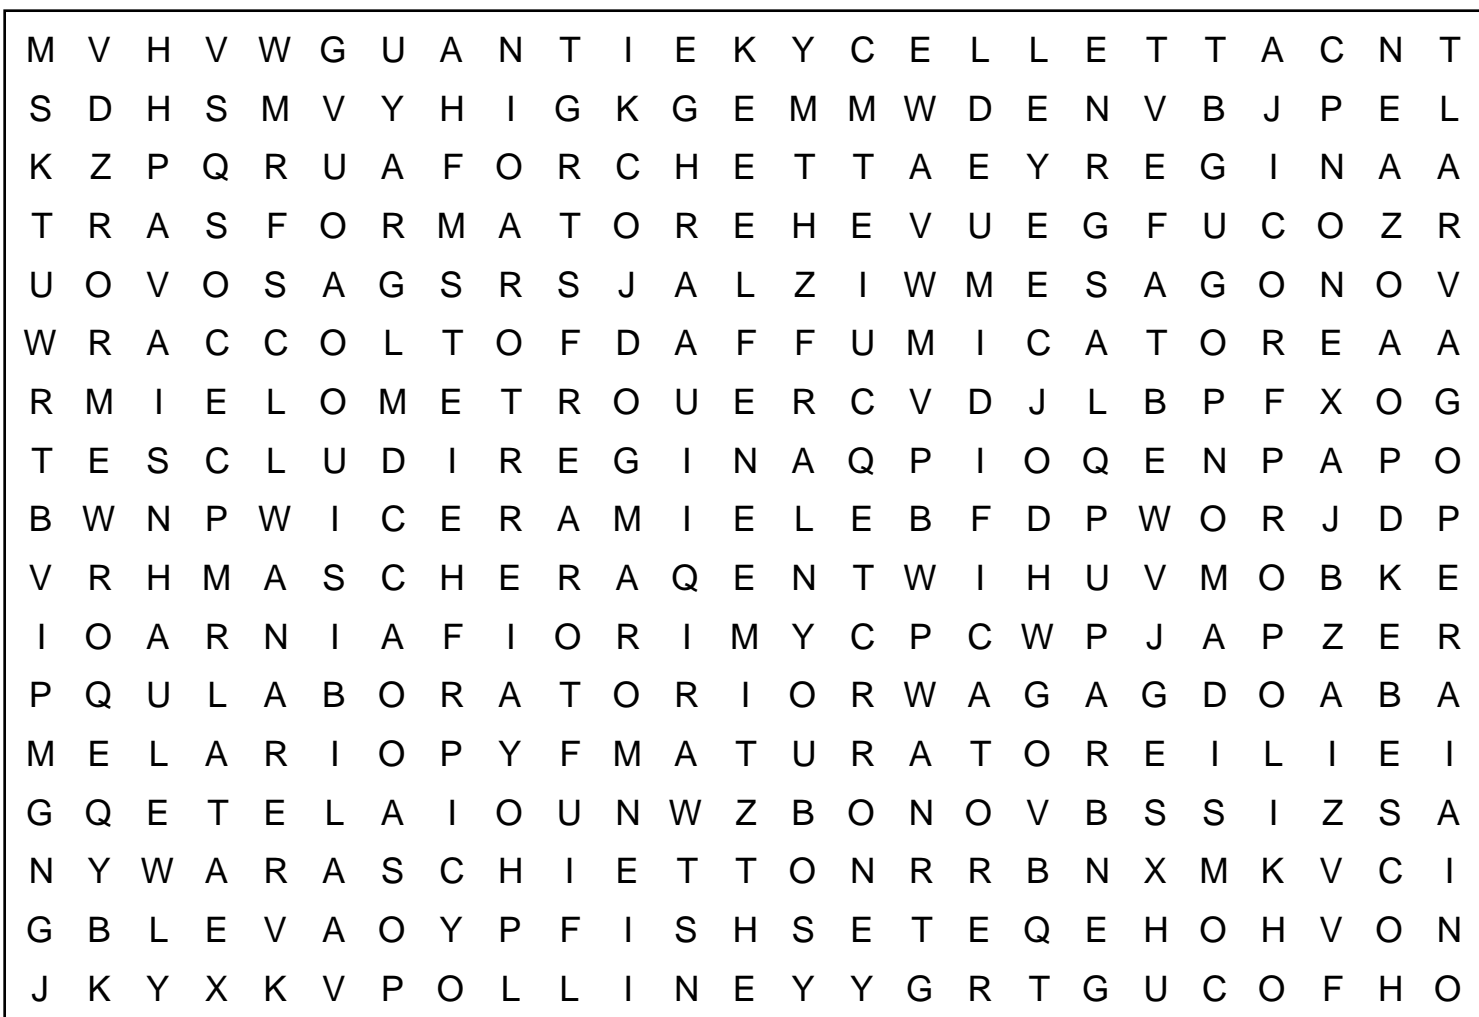 M V H V W G U A N T I E K Y C E L L E T T A C N T
S D H S M V Y H I G K G E M M W D E N V B J P E L
K Z P Q R U A F O R C H E T T A E Y R E G I N A A
T R A S F O R M A T O R E H E V U E G F U C O Z R
U O V O S A G S R S J A L Z I W M E S A G O N O V
W R A C C O L T O F D A F F U M I C A T O R E A A
R M I E L O M E T R O U E R C V D J L B P F X O G
T E S C L U D I R E G I N A Q P I O Q E N P A P O
B W N P W I C E R A M I E L E B F D P W O R J D P
V R H M A S C H E R A Q E N T W I H U V M O B K E
I O A R N I A F I O R I M Y C P C W P J A P Z E R
P Q U L A B O R A T O R I O R W A G A G D O A B A
M E L A R I O P Y F M A T U R A T O R E I L I E I
G Q E T E L A I O U N W Z B O N O V B S S I Z S A
N Y W A R A S C H I E T T O N R R B N X M K V C I
G B L E V A O Y P F I S H S E T E Q E H O H V O N
J K Y X K V P O L L I N E Y Y G R T G U C O F H O